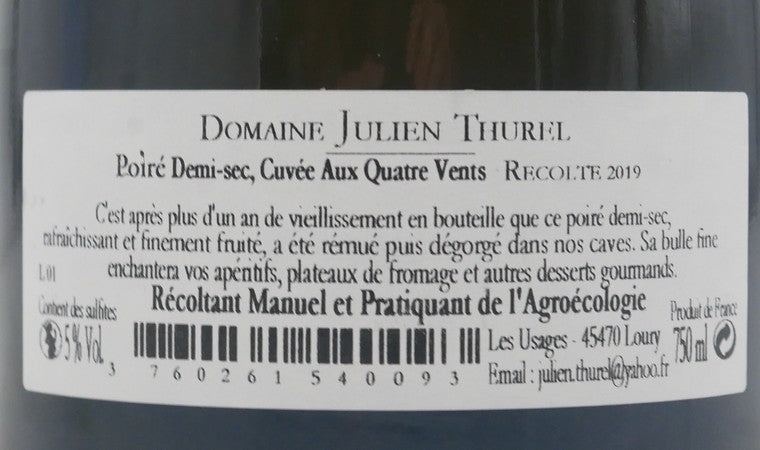 DOMAINE JULIEN THUREL
Poiré Demi-sec, Cuvée Aux Quatre Vents RECOLTE 2019
C'est après plus d'un an de vieillissement en bouteille que ce poiré demi-sec,
rafraîchissant et finement fruité, a été rémué puis dégorgé dans nos caves. Sa bulle fine
enchantera vos apéritifs, plateaux de fromage et autres desserts gourmands.
L01
Récoltant Manuel et Pratiquant de l'Agroécologie
Contient des sulfites
Produit de France
5% Vol.
Les Usages - 45470 Loury
750 ml
Email : julien.thurel@yahoo.fr
3 760261 540093